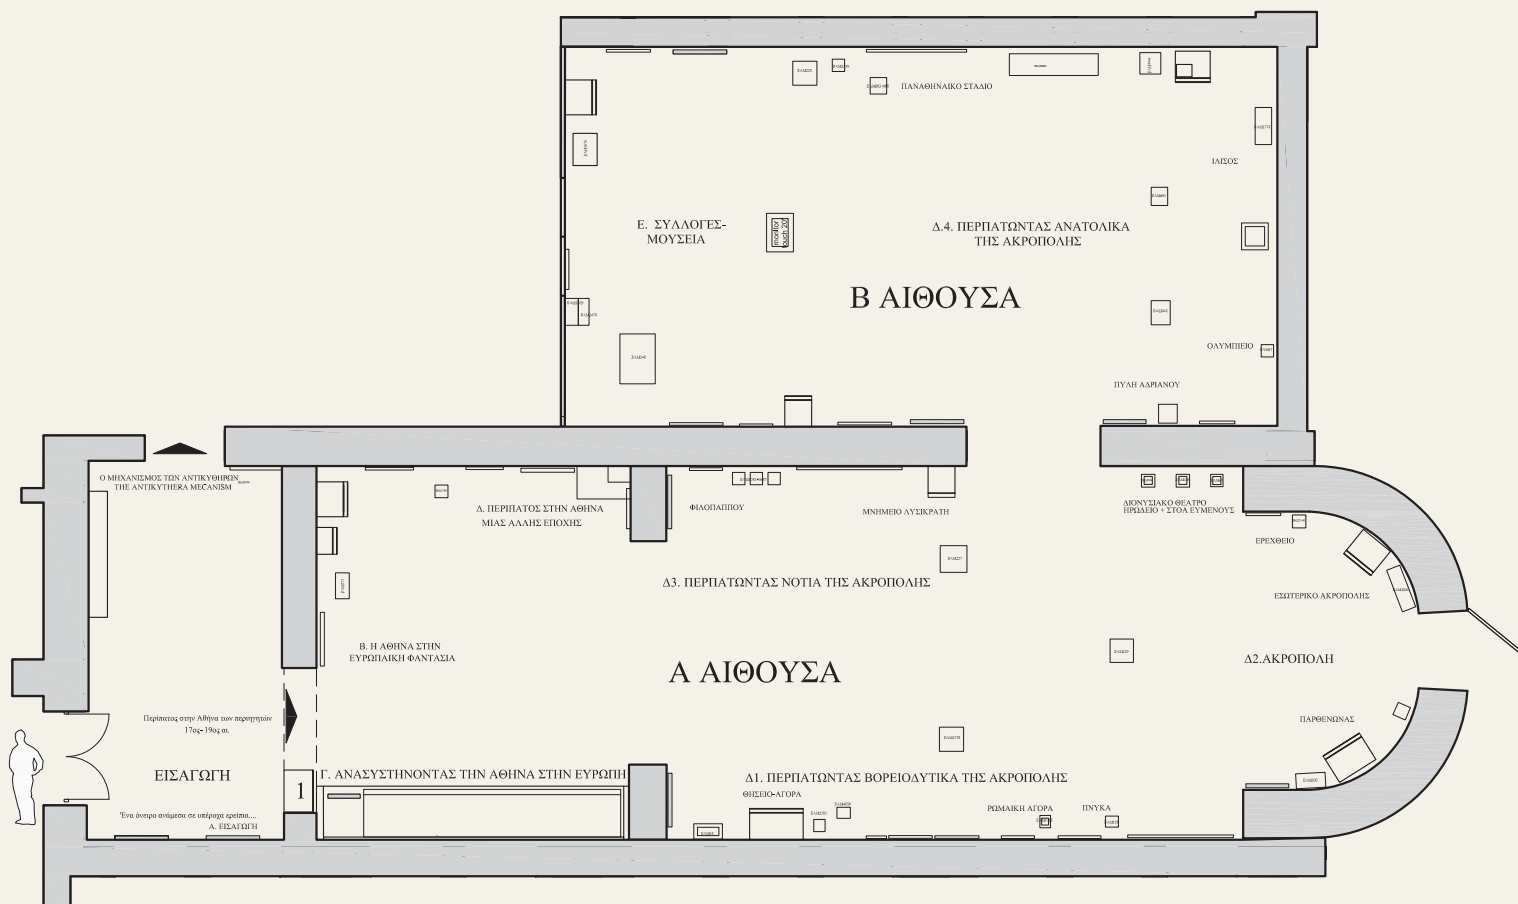 ΠΑΝΑΘΗΝΑΙΚΟ ΣΤΑΔΙΟ
ΙΛΙΣΟΣ
Ε. ΣΥΛΛΟΓΕΣ-
ΜΟΥΣΕΙΑ
monitor
touch 20"
Δ.4. ΠΕΡΠΑΤΩΝΤΑΣ ΑΝΑΤΟΛΙΚΑ
ΤΗΣ ΑΚΡΟΠΟΛΗΣ
Β ΑΙΘΟΥΣΑ
ΟΛΥΜΠΙΕΙΟ
ΠΥΛΗ ΑΔΡΙΑΝΟΥ
Ο ΜΗΧΑΝΙΣΜΟΣ ΤΩΝ ΑΝΤΙΚΥΘΗΡΩΝ
THE ANTIKYTHERA MECANISM
Δ. ΠΕΡΙΠΑΤΟΣ ΣΤΗΝ ΑΘΗΝΑ
ΜΙΑΣ ΑΛΛΗΣ ΕΠΟΧΗΣ
ΦΙΛΟΠΑΠΠΟΥ
ΜΝΗΜΕΙΟ ΛΥΣΙΚΡΑΤΗ
ΔΙΟΝΥΣΙΑΚΟ ΘΕΑΤΡΟ
ΗΡΩΔΕΙΟ + ΣΤΟΑ ΕΥΜΕΝΟΥΣ
ΕΡΕΧΘΕΙΟ
Δ3. ΠΕΡΠΑΤΩΝΤΑΣ ΝΟΤΙΑ ΤΗΣ ΑΚΡΟΠΟΛΗΣ
ΕΣΩΤΕΡΙΚΟ ΑΚΡΟΠΟΛΗΣ
Β. Η ΑΘΗΝΑ ΣΤΗΝ
ΕΥΡΩΠΑΙΚΗ ΦΑΝΤΑΣΙΑ
Α ΑΙΘΟΥΣΑ
Δ2.ΑΚΡΟΠΟΛΗ
Περίπατος στην Αθήνα των περιηγητών
17ος- 19ος αι.
ΠΑΡΘΕΝΩΝΑΣ
ΕΙΣΑΓΩΓΗ
1
Γ. ΑΝΑΣΥΣΤΗΝΟΝΤΑΣ ΤΗΝ ΑΘΗΝΑ ΣΤΗΝ ΕΥΡΩΠΗ
Δ1. ΠΕΡΠΑΤΩΝΤΑΣ ΒΟΡΕΙΟΔΥΤΙΚΑ ΤΗΣ ΑΚΡΟΠΟΛΗΣ
ΘΗΣΕΙΟ-ΑΓΟΡΑ
ΡΩΜΑΙΚΗ ΑΓΟΡΑ
ΠΝΥΚΑ
Ένα όνειρο ανάμεσα σε υπέροχα ερείπια....
Α. ΕΙΣΑΓΩΓΗ